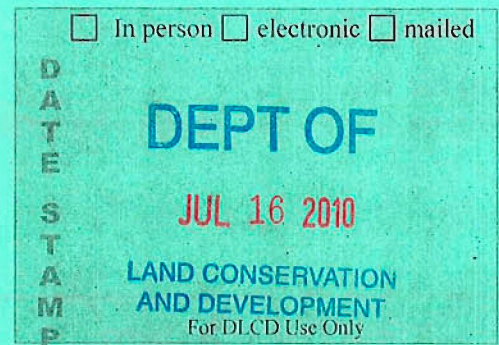 ☐ In person ☐ electronic ☐ mailed
DATE STAMP
DEPT OF
JUL 16 2010
LAND CONSERVATION
AND DEVELOPMENT
For DLCD Use Only